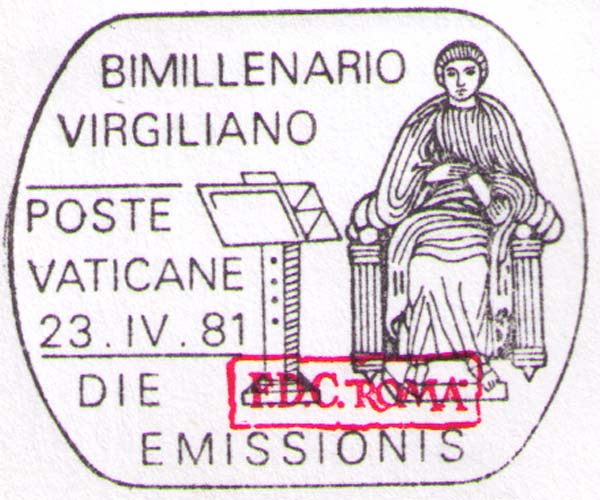 BIMILLENARIO
VIRGILIANO
POSTE
VATICANE
23.IV.81
DIE
EMISSIONIS
F.D.C. ROMA